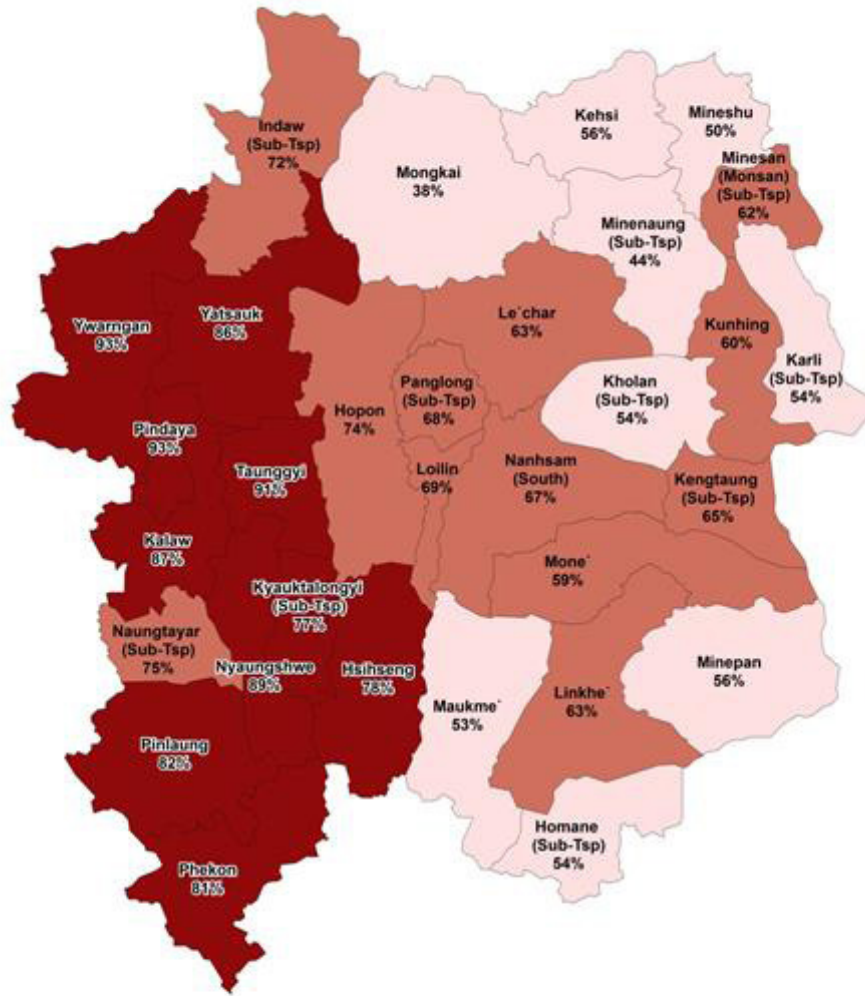 Indaw
(Sub-Tsp)
72%
Mongkai
38%
Kehsi
56%
Mineshu
50%
Minesan
(Monsan)
(Sub-Tsp)
62%
Minenaung
(Sub-Tsp)
44%
Ywarngan
93%
Yatsauk
86%
Le`char
63%
Kunhing
60%
Karli
(Sub-Tsp)
54%
Panglong
(Sub-Tsp)
68%
Kholan
(Sub-Tsp)
54%
Hopon
74%
Pindaya
93%
Taunggyi
91%
Loilin
69%
Nanhsam
(South)
67%
Kengtaung
(Sub-Tsp)
65%
Kalaw
87%
Mone`
59%
Kyauktalongyi
(Sub-Tsp)
77%
Naungtayar
(Sub-Tsp)
75%
Nyaungshwe
89%
Hsihseng
78%
Minepan
56%
Maukme`
53%
Linkhe`
63%
Pinlaung
82%
Homane
(Sub-Tsp)
54%
Phekon
81%